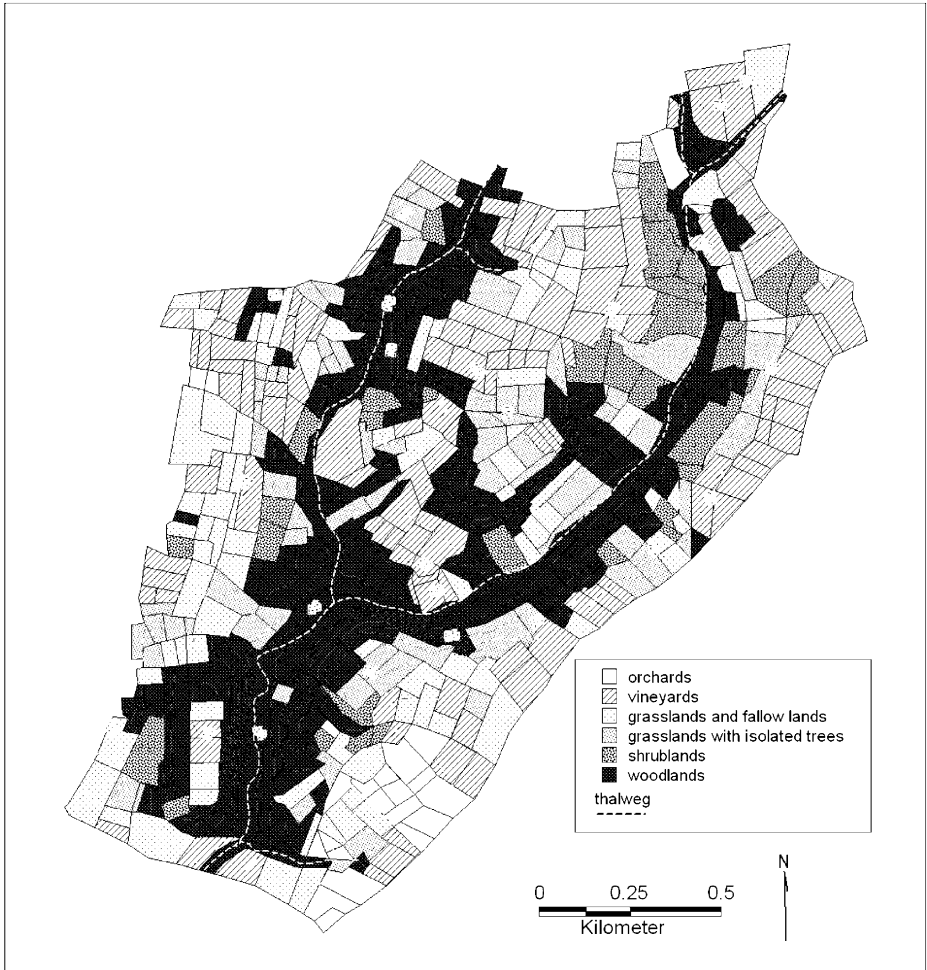 orchards
vineyards
grasslands and fallow lands
grasslands with isolated trees
shrublands
woodlands
thalweg
N
0 0.25 0.5
Kilometer